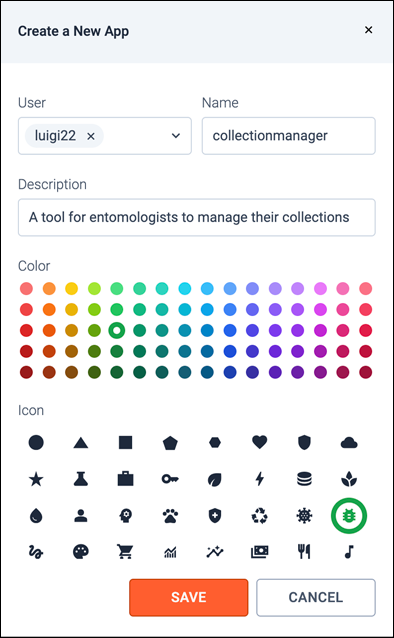 Create a New App
User
Name
luigi22
collectionmanager
Description
A tool for entomologists to manage their collections
Color
Icon
SAVE
CANCEL